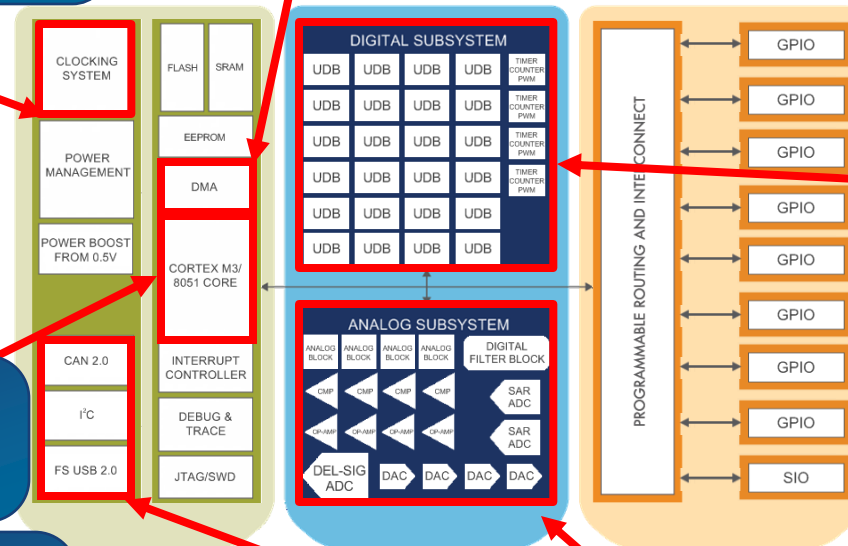 CLOCKING
SYSTEM
POWER
MANAGEMENT
POWER BOOST
FROM 0.5V
CAN 2.0
I²C
FS USB 2.0
FLASH
SRAM
EEPROM
DMA
CORTEX M3/
8051 CORE
INTERRUPT
CONTROLLER
DEBUG &
TRACE
JTAG/SWD
DIGITAL SUBSYSTEM
UDB UDB UDB UDB
TIMER
COUNTER
PWM
UDB UDB UDB UDB
TIMER
COUNTER
PWM
UDB UDB UDB UDB
TIMER
COUNTER
PWM
UDB UDB UDB UDB
TIMER
COUNTER
PWM
UDB UDB UDB UDB
UDB UDB UDB UDB
ANALOG SUBSYSTEM
ANALOG ANALOG ANALOG ANALOG
BLOCK BLOCK BLOCK BLOCK
DIGITAL
FILTER BLOCK
CMP CMP CMP CMP
SAR
ADC
OP-AMP OP-AMP OP-AMP OP-AMP
SAR
ADC
DEL-SIG
ADC
DAC DAC DAC DAC
PROGRAMMABLE ROUTING AND INTERCONNECT
GPIO
GPIO
GPIO
GPIO
GPIO
GPIO
GPIO
GPIO
SIO